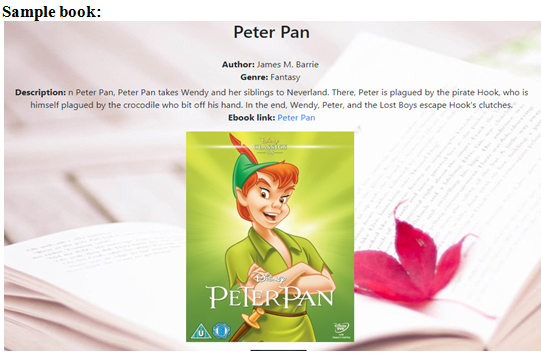 Sample book:
Peter Pan
Author: James M. Barrie
Genre: Fantasy
Description: n Peter Pan, Peter Pan takes Wendy and her siblings to Neverland. There, Peter is plagued by the pirate Hook, who is
himself plagued by the crocodile who bit off his hand. In the end, Wendy, Peter, and the Lost Boys escape Hook's clutches.
Ebook link: Peter Pan
Disney
CLASSICS
Disney
PETER PAN
U
DVD